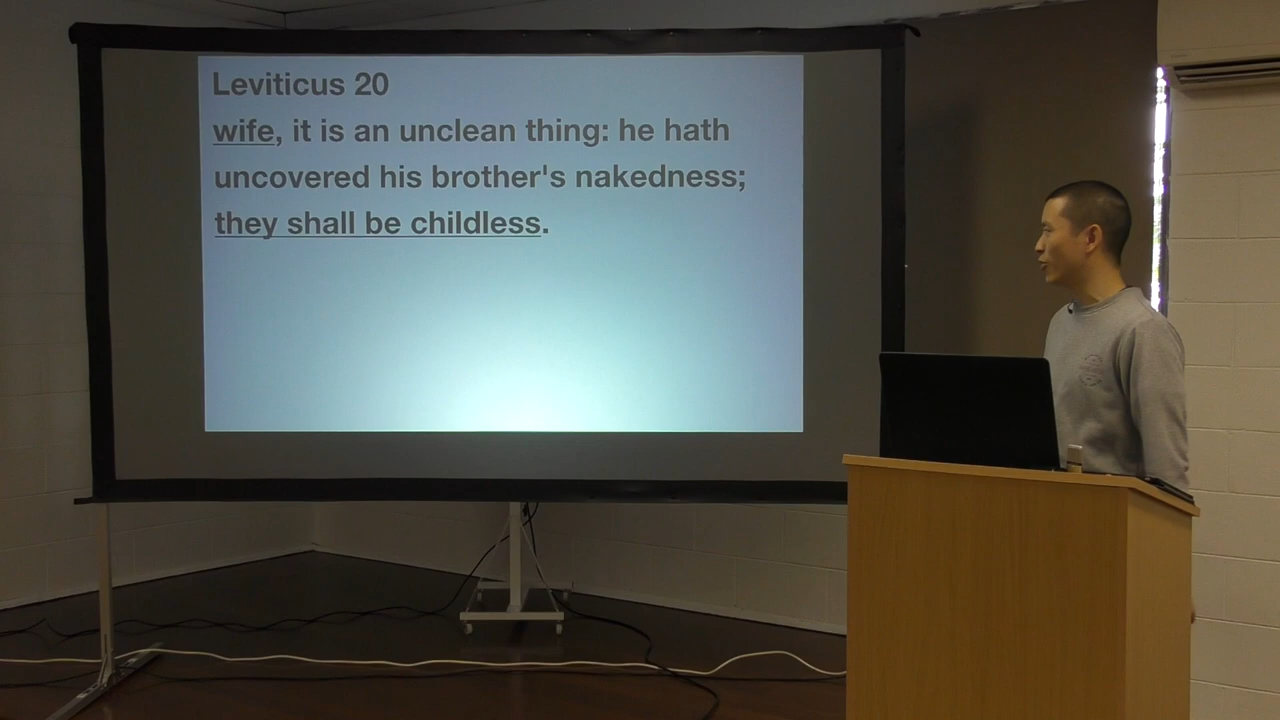 Leviticus 20
wife, it is an unclean thing: he hath
uncovered his brother's nakedness;
they shall be childless.